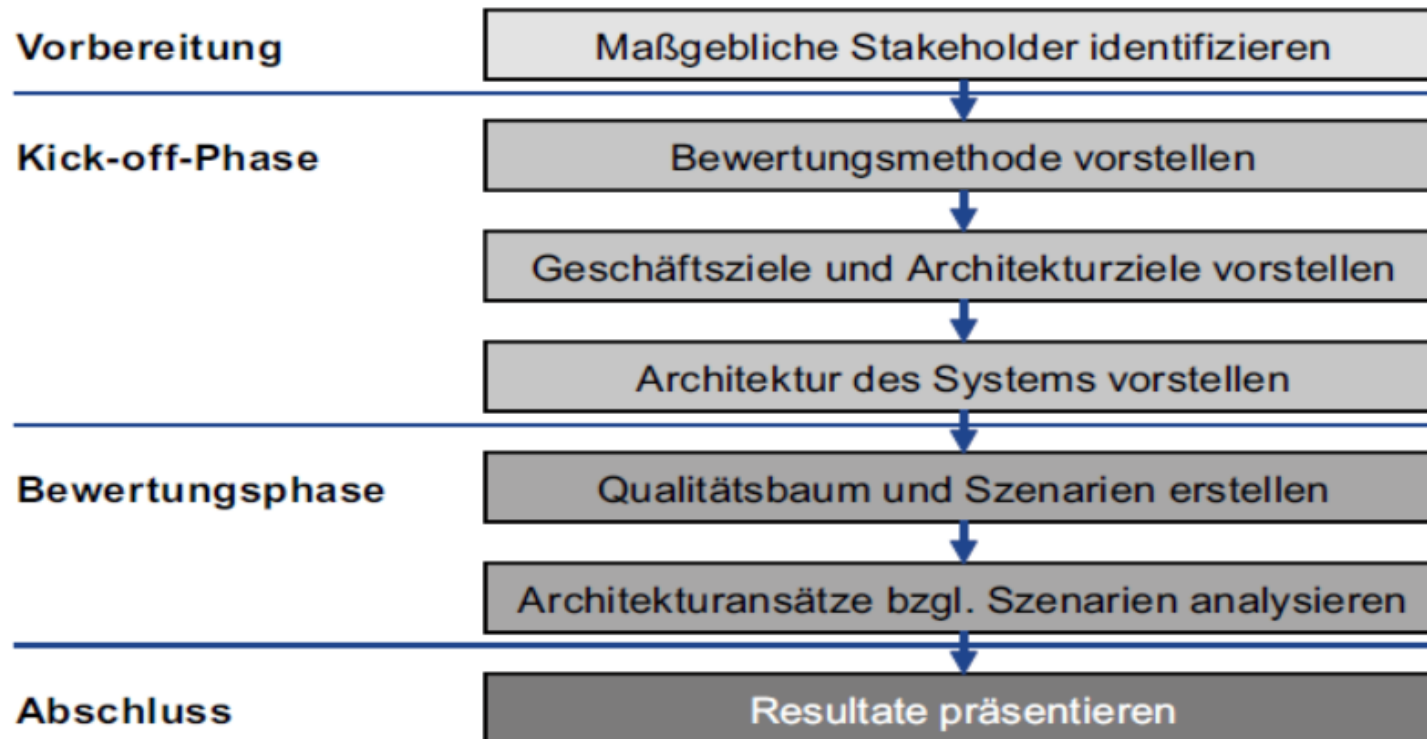 Vorbereitung
Maßgebliche Stakeholder identifizieren
Kick-off-Phase
Bewertungsmethode vorstellen
Geschäftsziele und Architekturziele vorstellen
Architektur des Systems vorstellen
Bewertungsphase
Qualitätsbaum und Szenarien erstellen
Architekturansätze bzgl. Szenarien analysieren
Abschluss
Resultate präsentieren